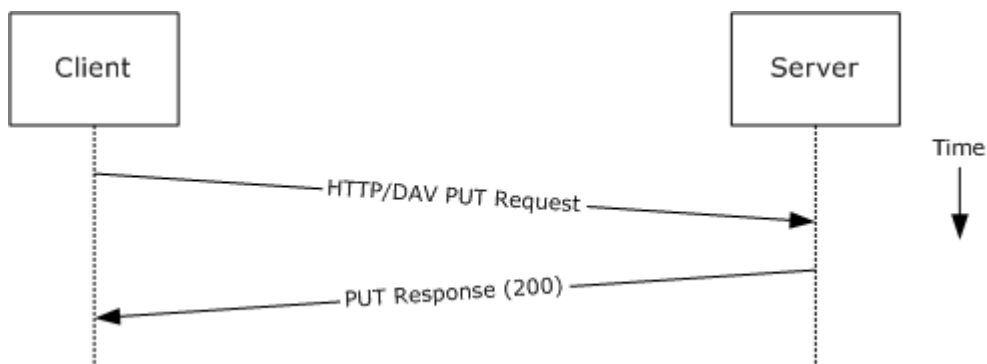 Client
Server
Time
HTTP/DAV PUT Request
PUT Response (200)